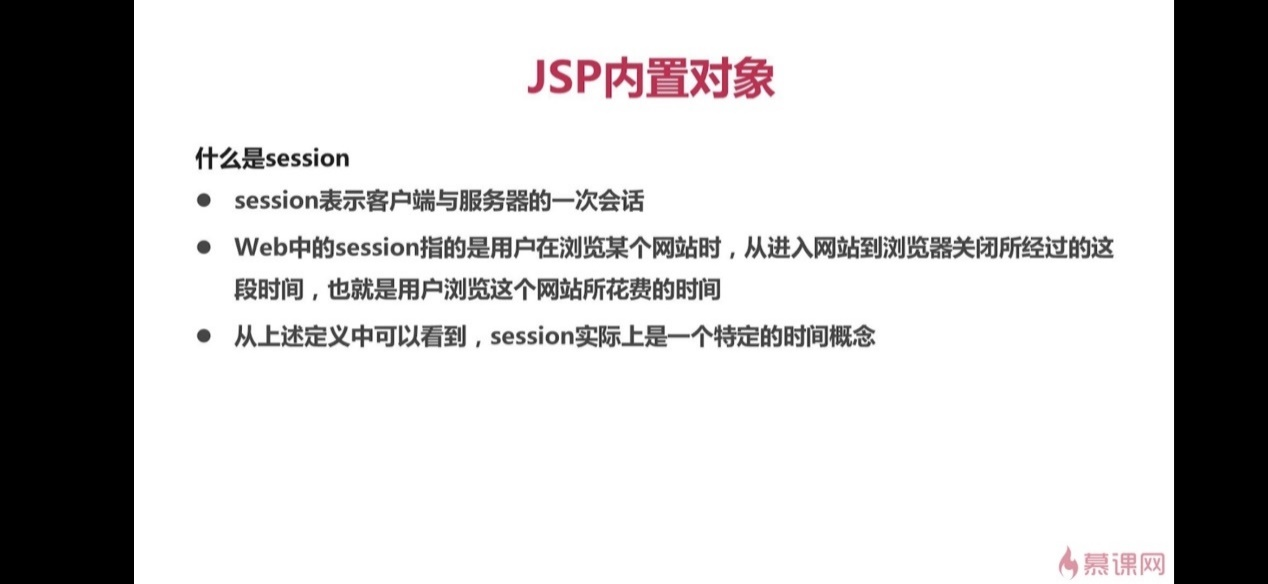 JSP内置对象
什么是session
● session表示客户端与服务器的一次会话
● Web中的session指的是用户在浏览某个网站时，从进入网站到浏览器关闭所经过的这
段时间，也就是用户浏览这个网站所花费的时间
● 从上述定义中可以看到，session实际上是一个特定的时间概念
慕课网